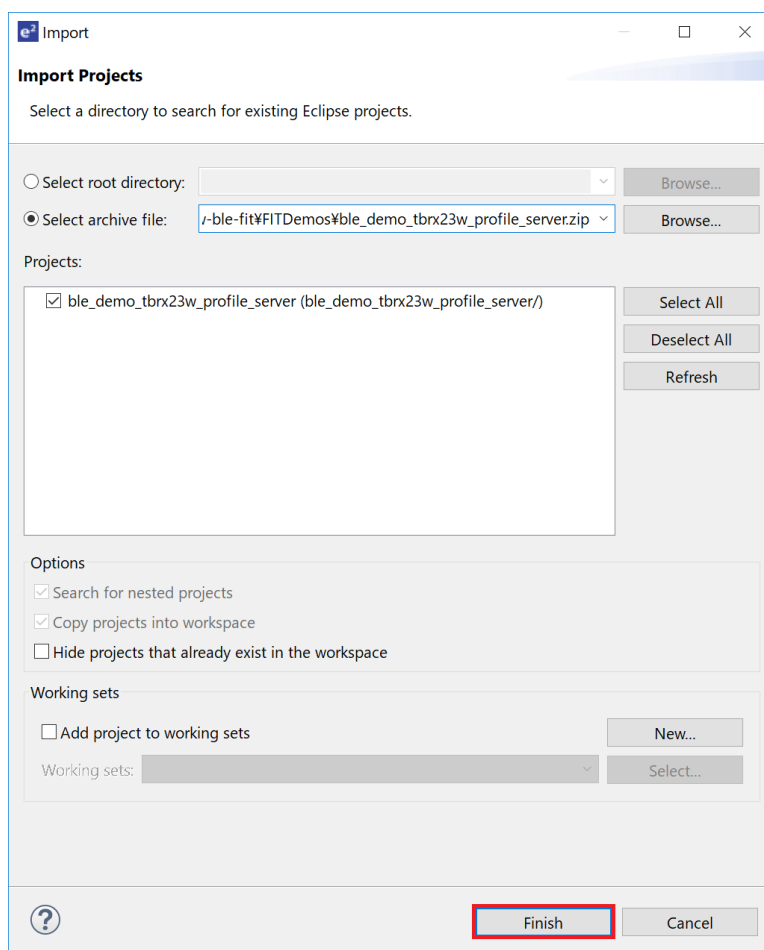 e² Import
Import Projects
Select a directory to search for existing Eclipse projects.
Select root directory:
Browse...
Select archive file:
-ble-fit¥FITDemos¥ble_demo_tbrx23w_profile_server.zip
Browse...
Projects:
ble_demo_tbrx23w_profile_server (ble_demo_tbrx23w_profile_server/)
Select All
Deselect All
Refresh
Options
Search for nested projects
Copy projects into workspace
Hide projects that already exist in the workspace
Working sets
Add project to working sets
New...
Working sets:
Select...
?
Finish
Cancel